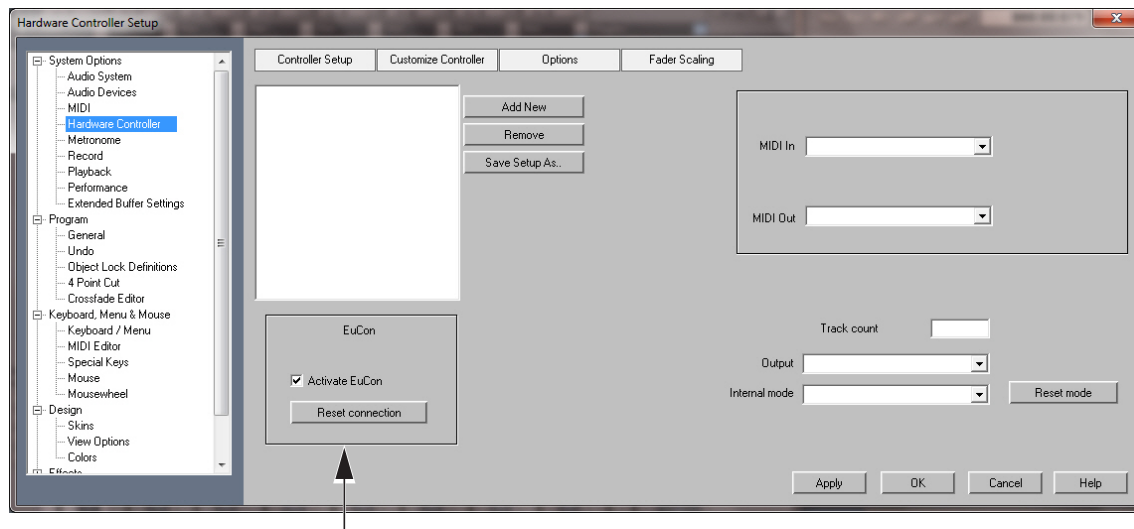 Hardware Controller Setup
System Options
Audio System
Audio Devices
MIDI
Hardware Controller
Metronome
Record
Playback
Performance
Extended Buffer Settings
Program
General
Undo
Object Lock Definitions
4 Point Cut
Crossfade Editor
Keyboard, Menu & Mouse
Keyboard / Menu
MIDI Editor
Special Keys
Mouse
Mousewheel
Design
Skins
View Options
Colors
Effects
Controller Setup
Customize Controller
Options
Fader Scaling
Add New
Remove
Save Setup As..
MIDI In
MIDI Out
EuCon
Activate EuCon
Reset connection
Track count
Output
Internal mode
Reset mode
Apply
OK
Cancel
Help